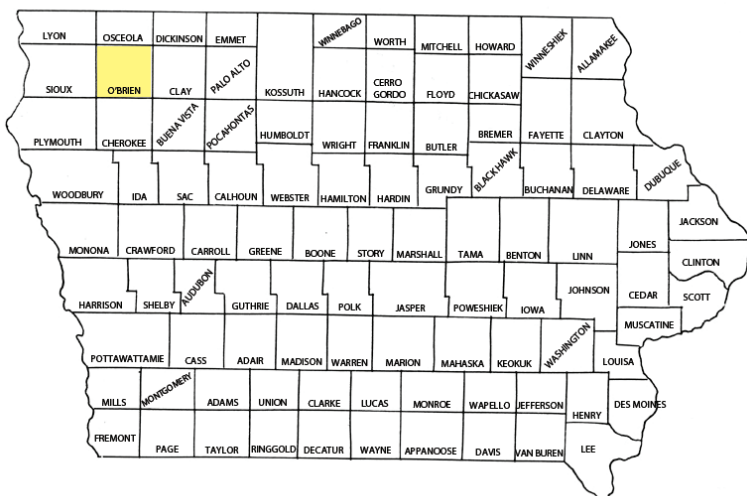 LYON OSCEOLA DICKINSON EMMET WINNEBAGO WORTH MITCHELL HOWARD WINNESHIEK ALLAMAKEE
SIOUX O'BRIEN CLAY PALO ALTO KOSSUTH HANCOCK CERRO GORDO FLOYD CHICKASAW
PLYMOUTH CHEROKEE BUENA VISTA POCAHONTAS HUMBOLDT WRIGHT FRANKLIN BUTLER BREMER FAYETTE CLAYTON
WOODBURY IDA SAC CALHOUN WEBSTER HAMILTON HARDIN GRUNDY BLACK HAWK BUCHANAN DELAWARE DUBUQUE
MONONA CRAWFORD CARROLL GREENE BOONE STORY MARSHALL TAMA BENTON LINN JONES JACKSON
CLINTON
HARRISON SHELBY AUDUBON GUTHRIE DALLAS POLK JASPER POWESHIEK IOWA JOHNSON CEDAR SCOTT
MUSCATINE
POTTAWATTAMIE CASS ADAIR MADISON WARREN MARION MAHASKA KEOKUK WASHINGTON LOUISA
MILLS MONTGOMERY ADAMS UNION CLARKE LUCAS MONROE WAPELLO JEFFERSON HENRY DES MOINES
FREMONT PAGE TAYLOR RINGGOLD DECATUR WAYNE APPANOOSE DAVIS VAN BUREN LEE